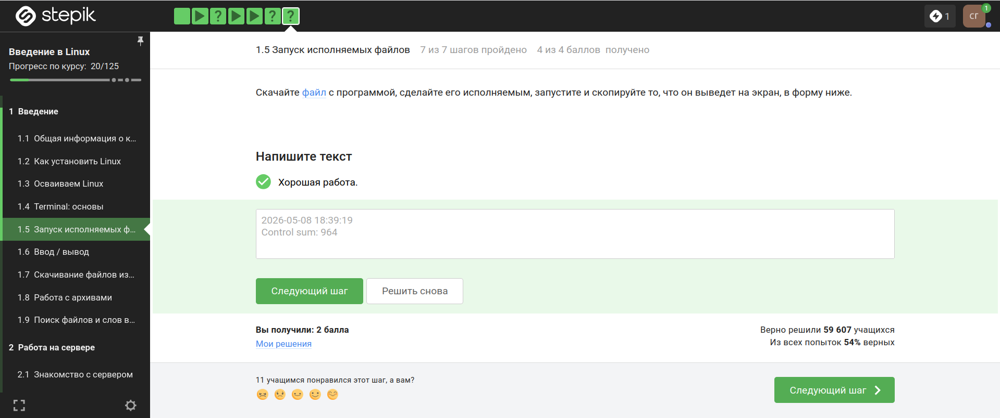 stepik
?
?
?
1
СГ
1
Введение в Linux
Прогресс по курсу: 20/125
1 Введение
1.1 Общая информация о к...
1.2 Как установить Linux
1.3 Осваиваем Linux
1.4 Terminal: основы
1.5 Запуск исполняемых ф...
1.6 Ввод / вывод
1.7 Скачивание файлов из...
1.8 Работа с архивами
1.9 Поиск файлов и слов в...
2 Работа на сервере
2.1 Знакомство с сервером
1.5 Запуск исполняемых файлов 7 из 7 шагов пройдено 4 из 4 баллов получено
Скачайте файл с программой, сделайте его исполняемым, запустите и скопируйте то, что он выведет на экран, в форму ниже.
Напишите текст
Хорошая работа.
2026-05-08 18:39:19
Control sum: 964
Следующий шаг
Решить снова
Вы получили: 2 балла
Мои решения
Верно решили 59 607 учащихся
Из всех попыток 54% верных
11 учащимся понравился этот шаг, а вам?
Следующий шаг